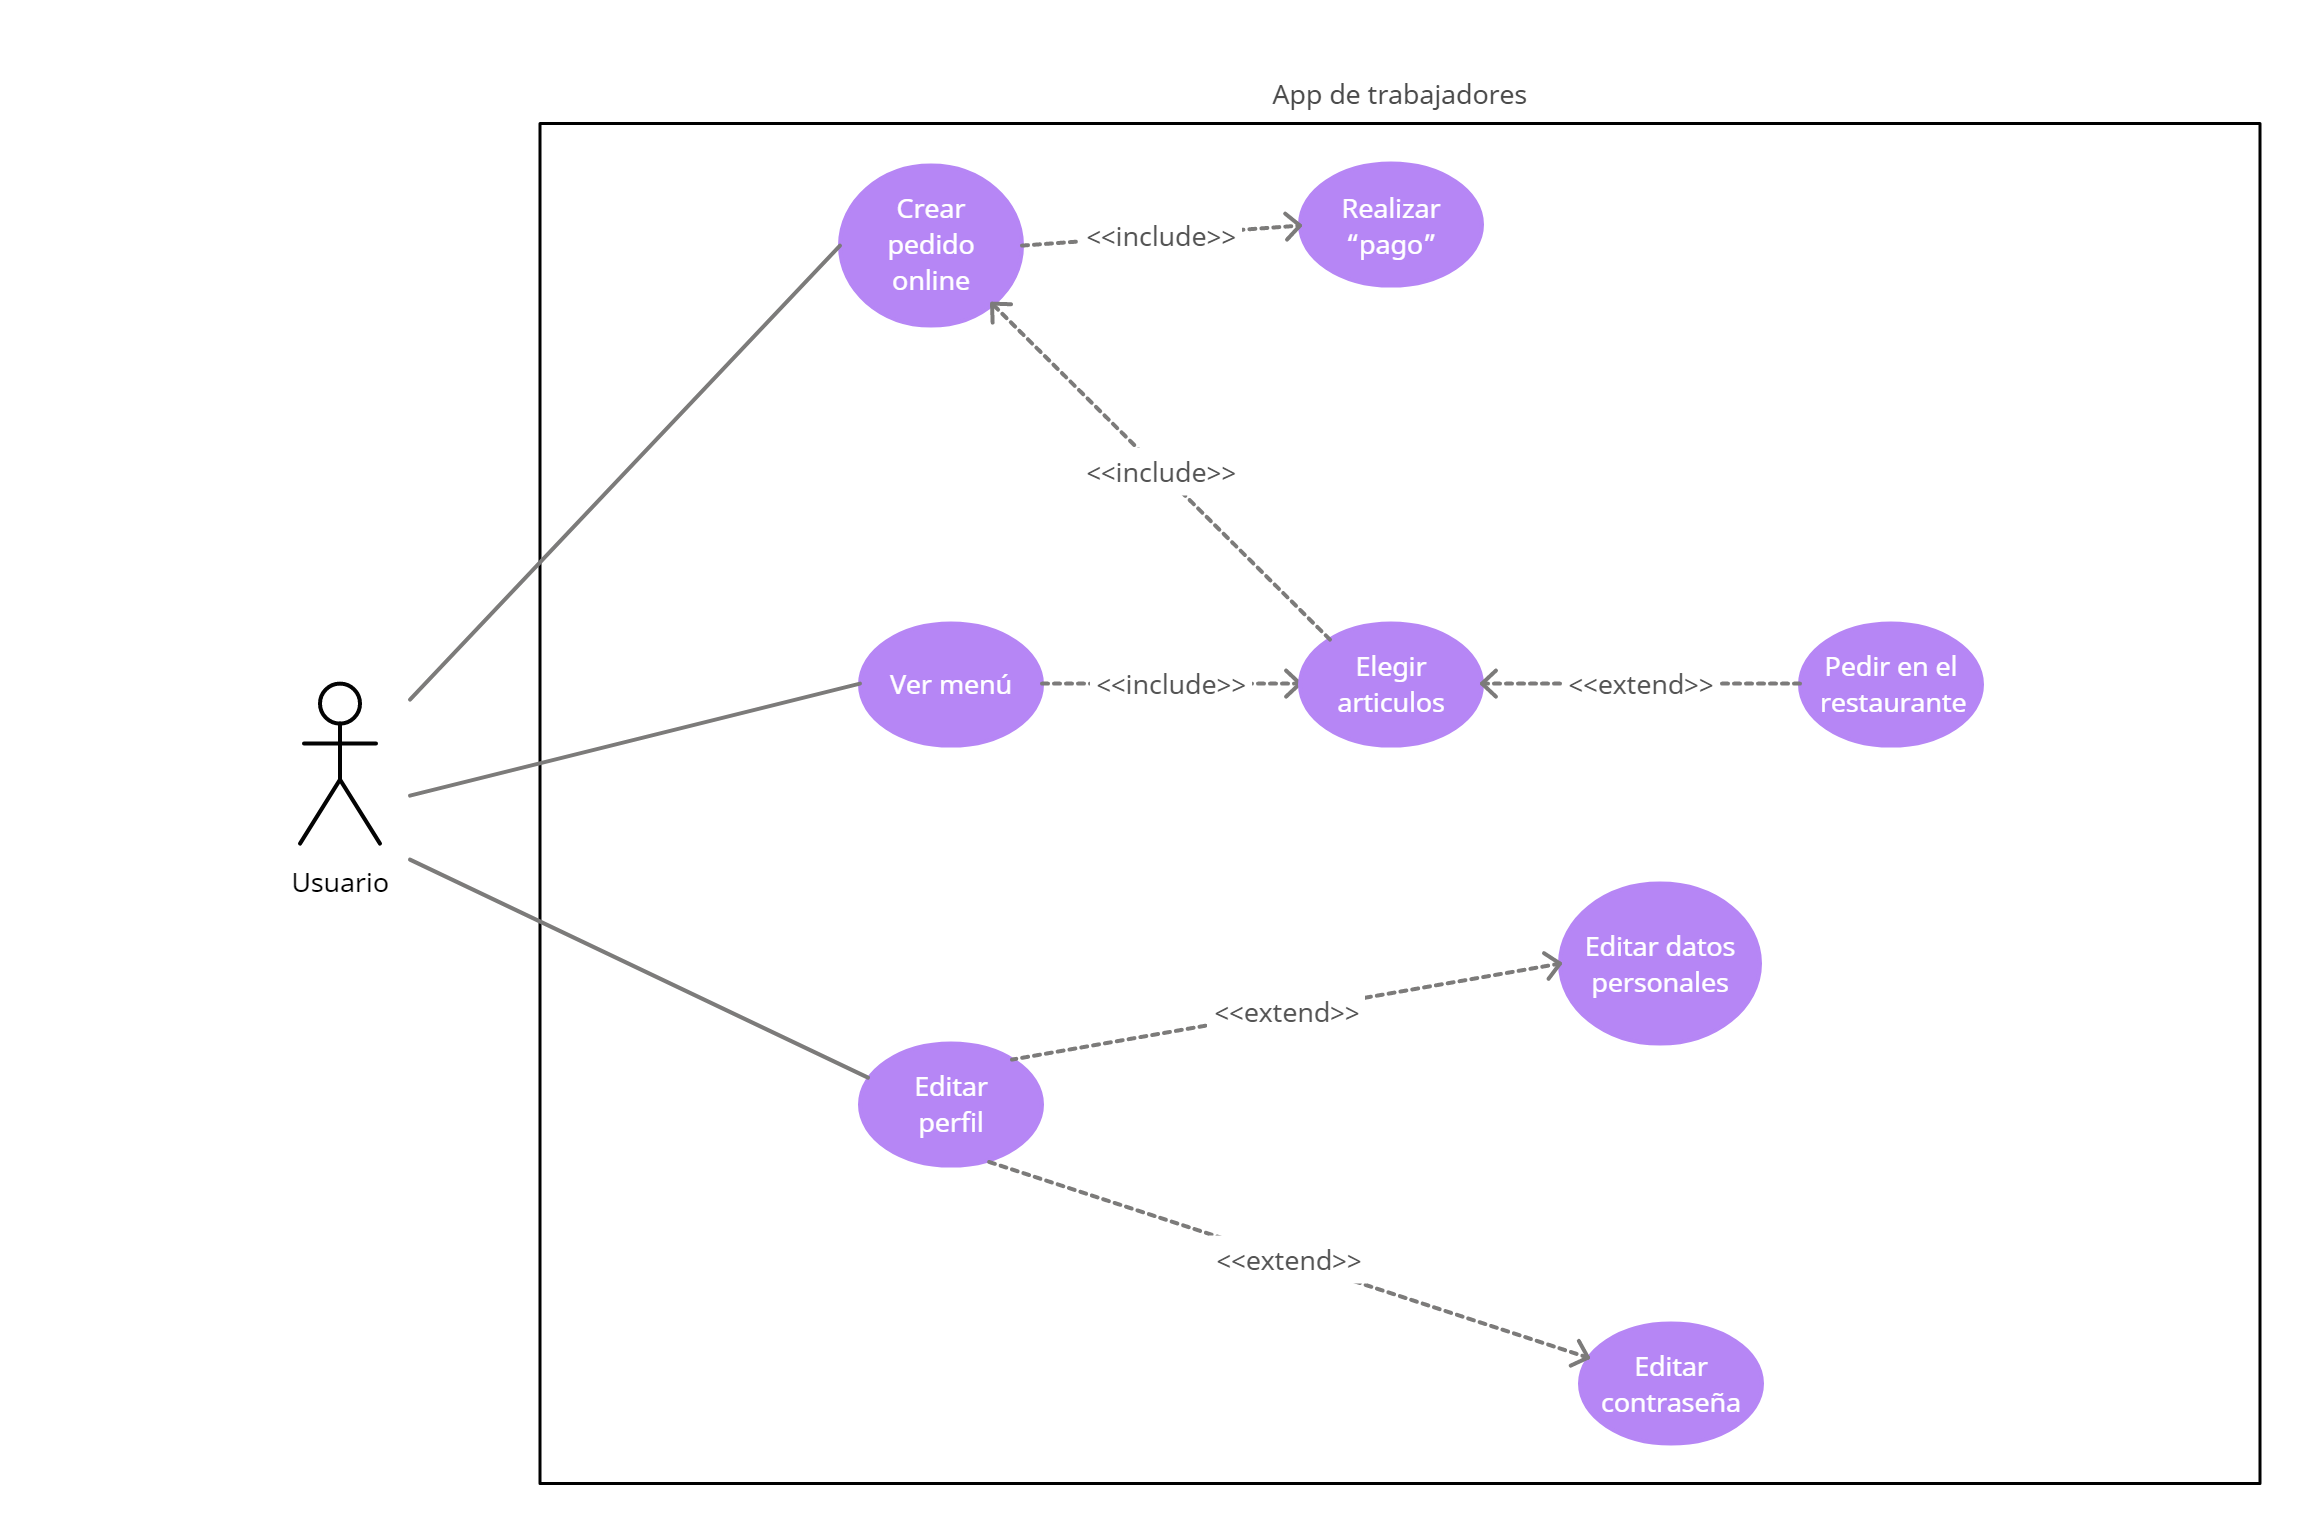 App de trabajadores
Crear
pedido
online
<<include>>
Realizar
“pago”
<<include>>
Ver menú
<<include>>
Elegir
articulos
<<extend>>
Pedir en el
restaurante
Usuario
Editar datos
personales
<<extend>>
Editar
perfil
<<extend>>
Editar
contraseña